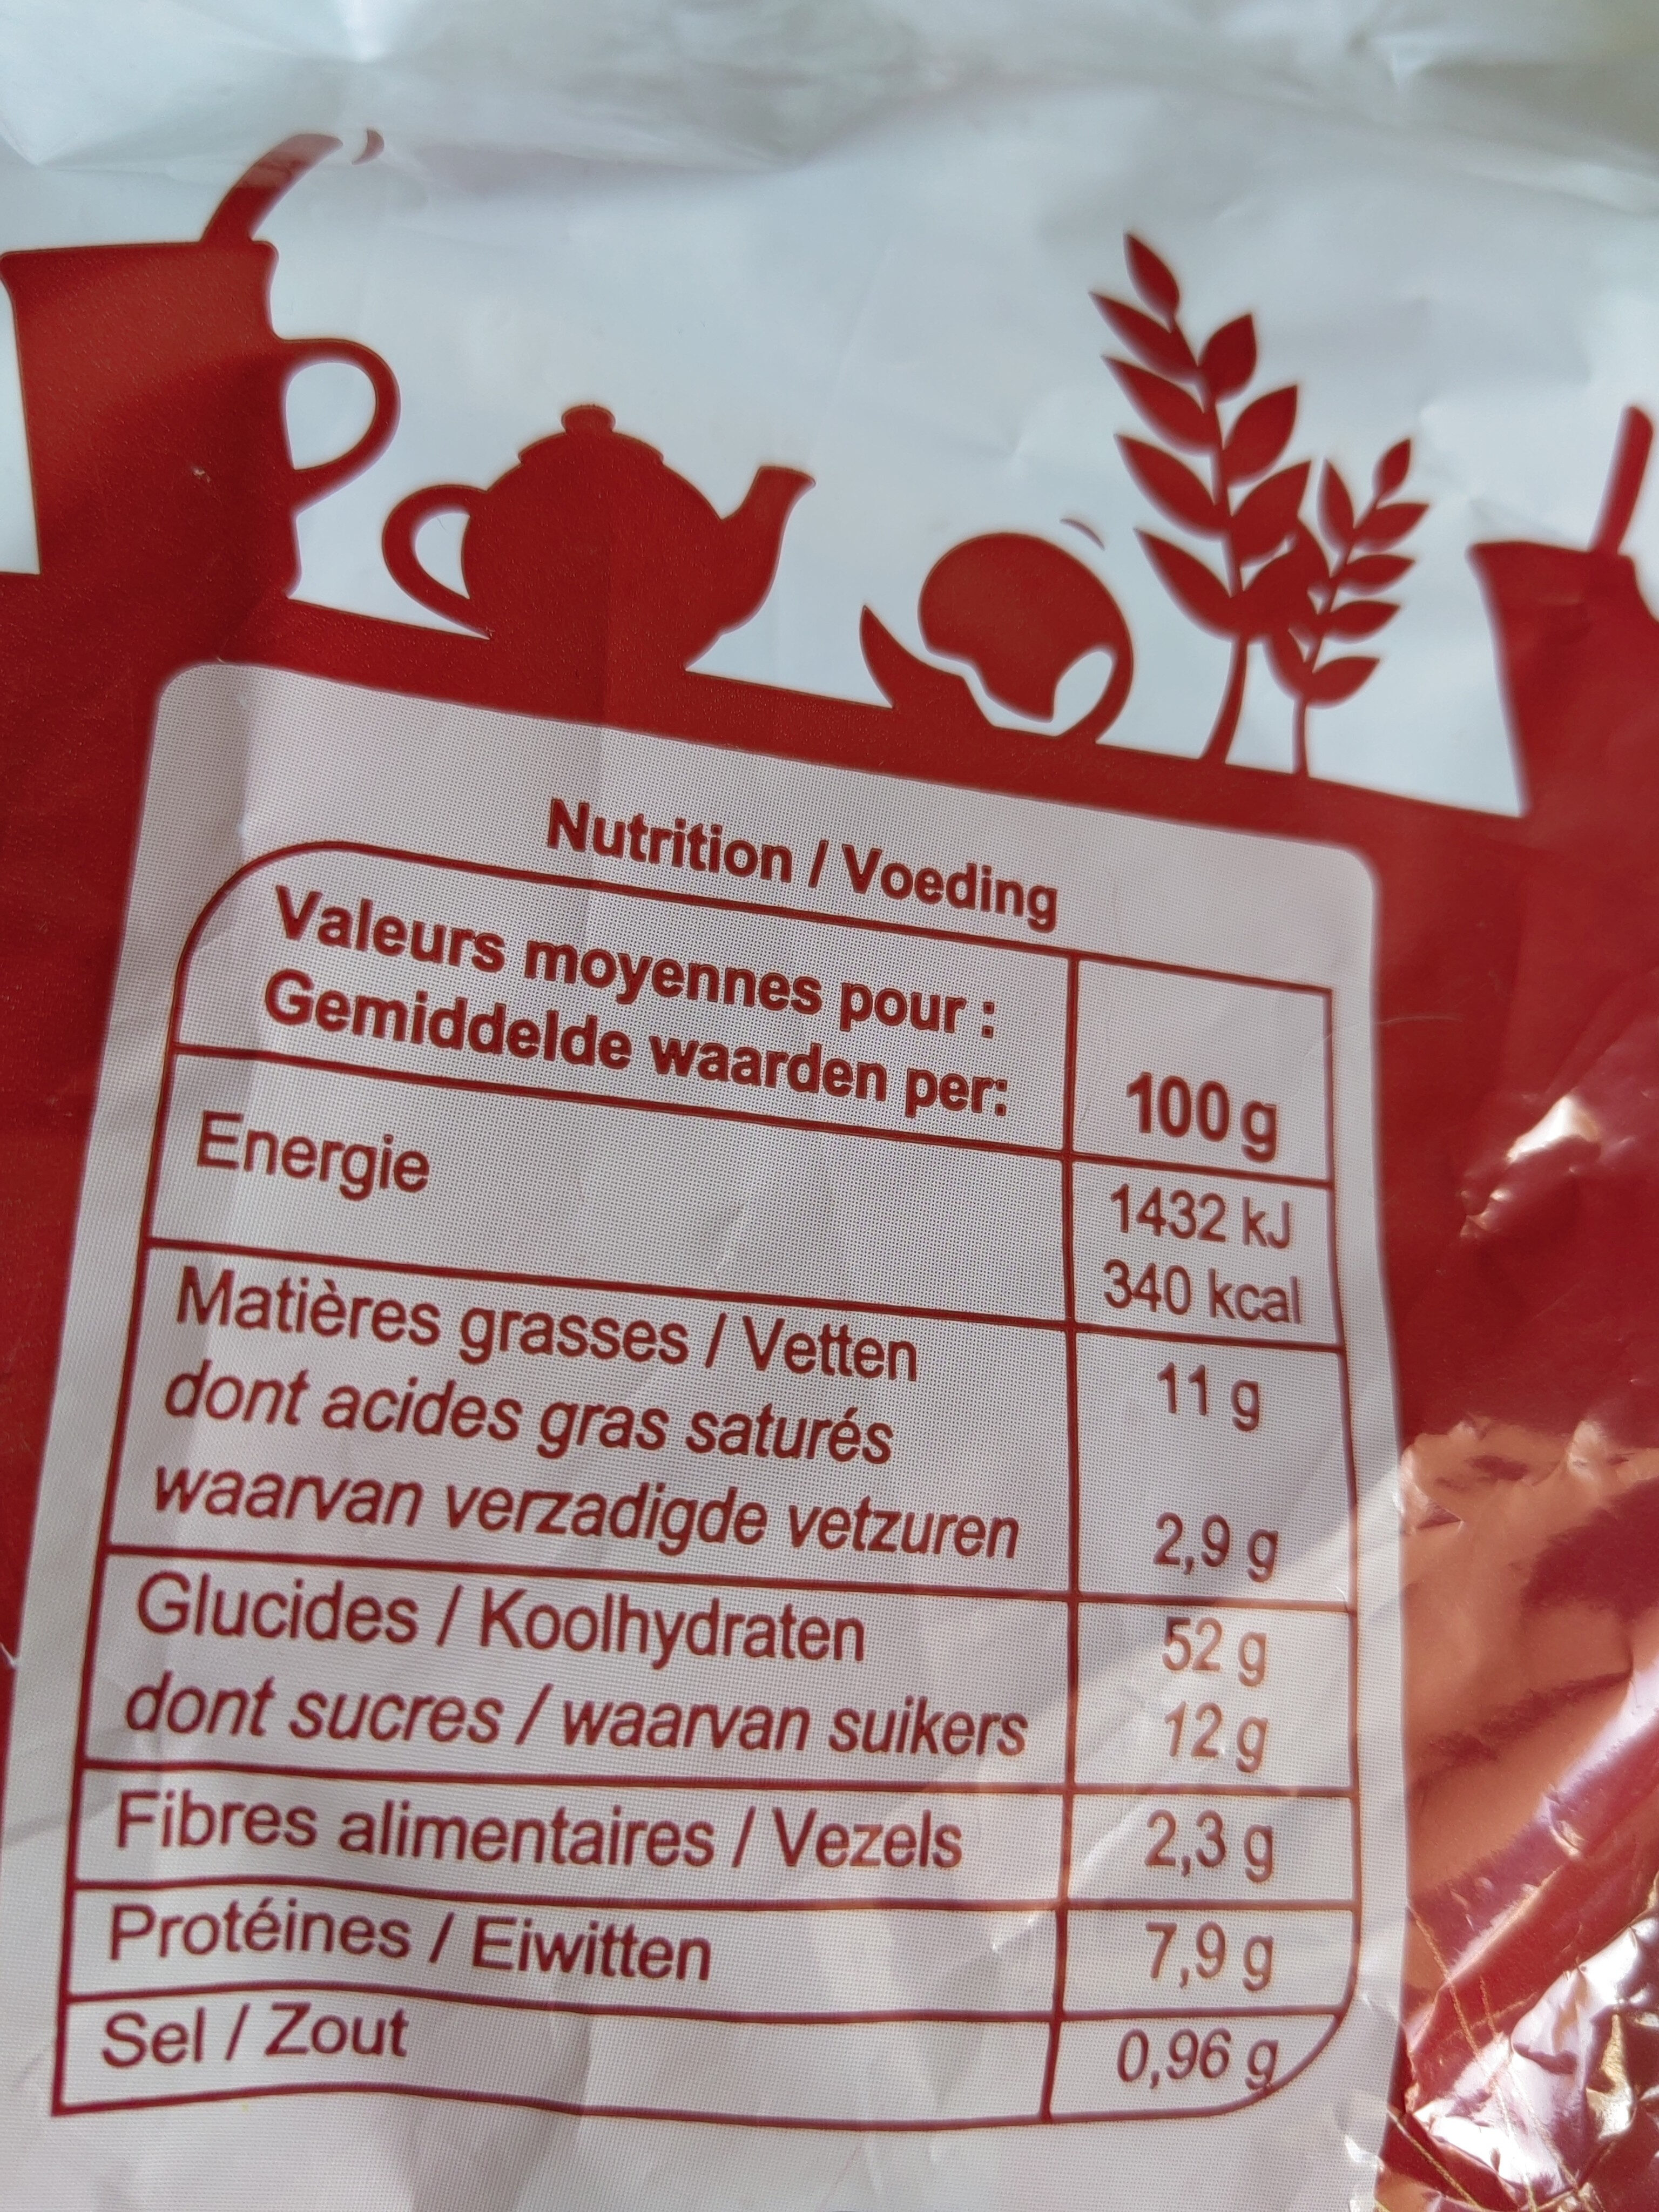 Nutrition / Voeding
Valeurs moyennes pour :
Gemiddelde waarden per:
100 g
Energie
1432 kJ
340 kcal
Matières grasses / Vetten
11 g
dont acides gras saturés
waarvan verzadigde vetzuren
2,9 g
Glucides / Koolhydraten
52 g
dont sucres / waarvan suikers
12 g
Fibres alimentaires / Vezels
2,3 g
Protéines / Eiwitten
7,9 g
Sel / Zout
0,96 g